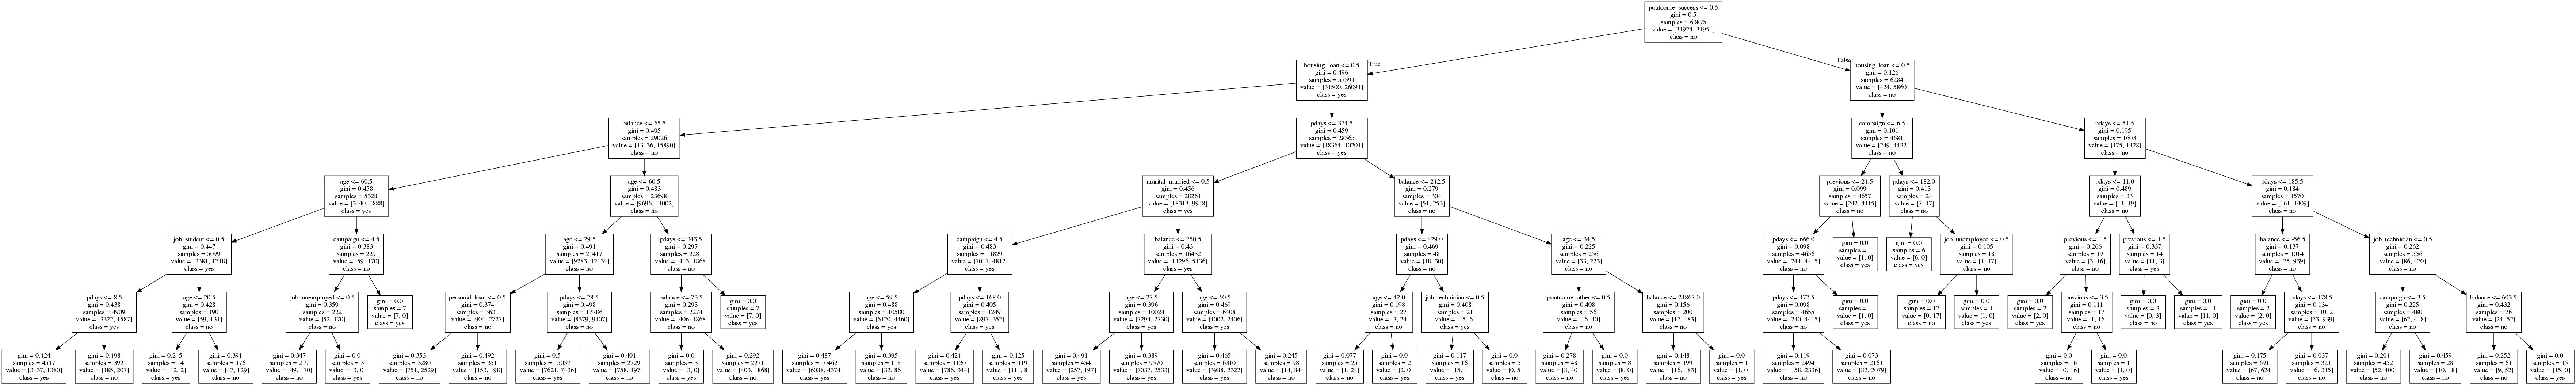 poutcome_success <= 0.5
gini = 0.5
samples = 63875
value = [31924, 31951]
class = no
True
False
housing_loan <= 0.5
gini = 0.496
samples = 57591
value = [31500, 26091]
class = yes
housing_loan <= 0.5
gini = 0.126
samples = 6284
value = [424, 5860]
class = no
balance <= 65.5
gini = 0.495
samples = 29026
value = [13136, 15890]
class = no
pdays <= 374.5
gini = 0.459
samples = 28565
value = [18364, 10201]
class = yes
campaign <= 6.5
gini = 0.101
samples = 4681
value = [249, 4432]
class = no
pdays <= 51.5
gini = 0.195
samples = 1603
value = [175, 1428]
class = no
age <= 60.5
gini = 0.458
samples = 5328
value = [3440, 1888]
class = yes
age <= 60.5
gini = 0.483
samples = 23698
value = [9696, 14002]
class = no
marital_married <= 0.5
gini = 0.456
samples = 28261
value = [18313, 9948]
class = yes
balance <= 242.5
gini = 0.279
samples = 304
value = [51, 253]
class = no
previous <= 24.5
gini = 0.099
samples = 4657
value = [242, 4415]
class = no
pdays <= 182.0
gini = 0.413
samples = 24
value = [7, 17]
class = no
pdays <= 11.0
gini = 0.489
samples = 33
value = [14, 19]
class = no
pdays <= 185.5
gini = 0.184
samples = 1570
value = [161, 1409]
class = no
job_student <= 0.5
gini = 0.447
samples = 5099
value = [3381, 1718]
class = yes
campaign <= 4.5
gini = 0.383
samples = 229
value = [59, 170]
class = no
age <= 29.5
gini = 0.491
samples = 21417
value = [9283, 12134]
class = no
pdays <= 343.5
gini = 0.297
samples = 2281
value = [413, 1868]
class = no
campaign <= 4.5
gini = 0.483
samples = 11829
value = [7017, 4812]
class = yes
balance <= 750.5
gini = 0.43
samples = 16432
value = [11296, 5136]
class = yes
pdays <= 429.0
gini = 0.469
samples = 48
value = [18, 30]
class = no
age <= 34.5
gini = 0.225
samples = 256
value = [33, 223]
class = no
pdays <= 666.0
gini = 0.098
samples = 4656
value = [241, 4415]
class = no
gini = 0.0
samples = 1
value = [1, 0]
class = yes
gini = 0.0
samples = 6
value = [6, 0]
class = yes
job_unemployed <= 0.5
gini = 0.105
samples = 18
value = [1, 17]
class = no
previous <= 1.5
gini = 0.266
samples = 19
value = [3, 16]
class = no
previous <= 1.5
gini = 0.337
samples = 14
value = [11, 3]
class = yes
balance <= -56.5
gini = 0.137
samples = 1014
value = [75, 939]
class = no
job_technician <= 0.5
gini = 0.262
samples = 556
value = [86, 470]
class = no
pdays <= 8.5
gini = 0.438
samples = 4909
value = [3322, 1587]
class = yes
age <= 20.5
gini = 0.428
samples = 190
value = [59, 131]
class = no
job_unemployed <= 0.5
gini = 0.359
samples = 222
value = [52, 170]
class = no
gini = 0.0
samples = 7
value = [7, 0]
class = yes
personal_loan <= 0.5
gini = 0.374
samples = 3631
value = [904, 2727]
class = no
pdays <= 28.5
gini = 0.498
samples = 17786
value = [8379, 9407]
class = no
balance <= 73.5
gini = 0.293
samples = 2274
value = [406, 1868]
class = no
gini = 0.0
samples = 7
value = [7, 0]
class = yes
age <= 59.5
gini = 0.488
samples = 10580
value = [6120, 4460]
class = yes
pdays <= 168.0
gini = 0.405
samples = 1249
value = [897, 352]
class = yes
age <= 27.5
gini = 0.396
samples = 10024
value = [7294, 2730]
class = yes
age <= 60.5
gini = 0.469
samples = 6408
value = [4002, 2406]
class = yes
age <= 42.0
gini = 0.198
samples = 27
value = [3, 24]
class = no
job_technician <= 0.5
gini = 0.408
samples = 21
value = [15, 6]
class = yes
poutcome_other <= 0.5
gini = 0.408
samples = 56
value = [16, 40]
class = no
balance <= 24867.0
gini = 0.156
samples = 200
value = [17, 183]
class = no
pdays <= 177.5
gini = 0.098
samples = 4655
value = [240, 4415]
class = no
gini = 0.0
samples = 1
value = [1, 0]
class = yes
gini = 0.0
samples = 17
value = [0, 17]
class = no
gini = 0.0
samples = 1
value = [1, 0]
class = yes
gini = 0.0
samples = 2
value = [2, 0]
class = yes
previous <= 3.5
gini = 0.111
samples = 17
value = [1, 16]
class = no
gini = 0.0
samples = 3
value = [0, 3]
class = no
gini = 0.0
samples = 11
value = [11, 0]
class = yes
gini = 0.0
samples = 2
value = [2, 0]
class = yes
pdays <= 178.5
gini = 0.134
samples = 1012
value = [73, 939]
class = no
campaign <= 3.5
gini = 0.225
samples = 480
value = [62, 418]
class = no
balance <= 603.5
gini = 0.432
samples = 76
value = [24, 52]
class = no
gini = 0.424
samples = 4517
value = [3137, 1380]
class = yes
gini = 0.498
samples = 392
value = [185, 207]
class = no
gini = 0.245
samples = 14
value = [12, 2]
class = yes
gini = 0.391
samples = 176
value = [47, 129]
class = no
gini = 0.347
samples = 219
value = [49, 170]
class = no
gini = 0.0
samples = 3
value = [3, 0]
class = yes
gini = 0.353
samples = 3280
value = [751, 2529]
class = no
gini = 0.492
samples = 351
value = [153, 198]
class = no
gini = 0.5
samples = 15057
value = [7621, 7436]
class = yes
gini = 0.401
samples = 2729
value = [758, 1971]
class = no
gini = 0.0
samples = 3
value = [3, 0]
class = yes
gini = 0.292
samples = 2271
value = [403, 1868]
class = no
gini = 0.487
samples = 10462
value = [6088, 4374]
class = yes
gini = 0.395
samples = 118
value = [32, 86]
class = no
gini = 0.424
samples = 1130
value = [786, 344]
class = yes
gini = 0.125
samples = 119
value = [111, 8]
class = yes
gini = 0.491
samples = 454
value = [257, 197]
class = yes
gini = 0.389
samples = 9570
value = [7037, 2533]
class = yes
gini = 0.465
samples = 6310
value = [3988, 2322]
class = yes
gini = 0.245
samples = 98
value = [14, 84]
class = no
gini = 0.077
samples = 25
value = [1, 24]
class = no
gini = 0.0
samples = 2
value = [2, 0]
class = yes
gini = 0.117
samples = 16
value = [15, 1]
class = yes
gini = 0.0
samples = 5
value = [0, 5]
class = no
gini = 0.278
samples = 48
value = [8, 40]
class = no
gini = 0.0
samples = 8
value = [8, 0]
class = yes
gini = 0.148
samples = 199
value = [16, 183]
class = no
gini = 0.0
samples = 1
value = [1, 0]
class = yes
gini = 0.119
samples = 2494
value = [158, 2336]
class = no
gini = 0.073
samples = 2161
value = [82, 2079]
class = no
gini = 0.0
samples = 16
value = [0, 16]
class = no
gini = 0.0
samples = 1
value = [1, 0]
class = yes
gini = 0.175
samples = 691
value = [67, 624]
class = no
gini = 0.037
samples = 321
value = [6, 315]
class = no
gini = 0.204
samples = 452
value = [52, 400]
class = no
gini = 0.459
samples = 28
value = [10, 18]
class = no
gini = 0.252
samples = 61
value = [9, 52]
class = no
gini = 0.0
samples = 15
value = [15, 0]
class = yes